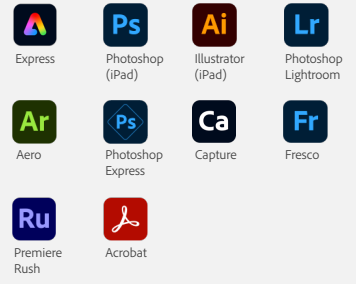 Ps
Ai
Lr
Express
Photoshop
(iPad)
Illustrator
(iPad)
Photoshop
Lightroom
Ar
Ps
Ca
Fr
Aero
Photoshop
Express
Capture
Fresco
Ru
Premiere
Rush
Acrobat